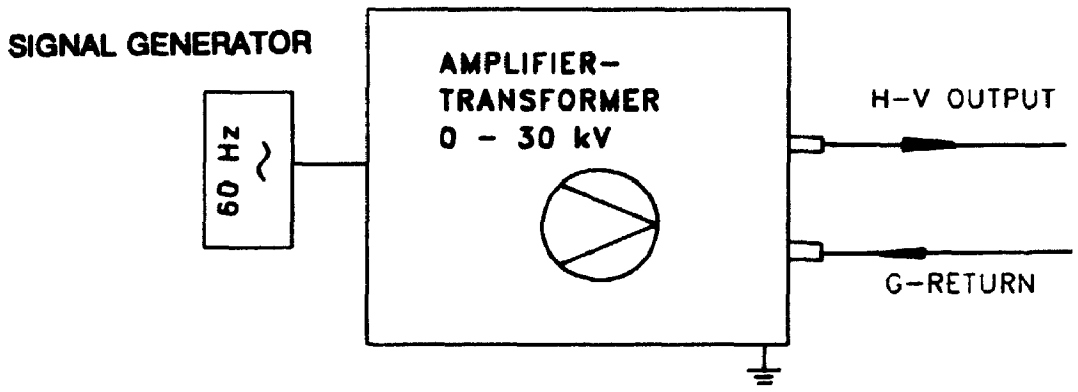 SIGNAL GENERATOR
60 Hz
~
AMPLIFIER-
TRANSFORMER
0 - 30 kV
H-V OUTPUT
G-RETURN